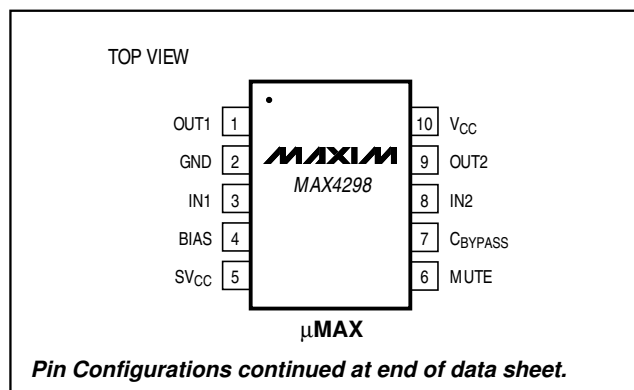 TOP VIEW
OUT1 1
GND 2
IN1 3
BIAS 4
SVCC 5
MAXIM
MAX4298
10 VCC
9 OUT2
8 IN2
7 CBYPASS
6 MUTE
µMAX
Pin Configurations continued at end of data sheet.